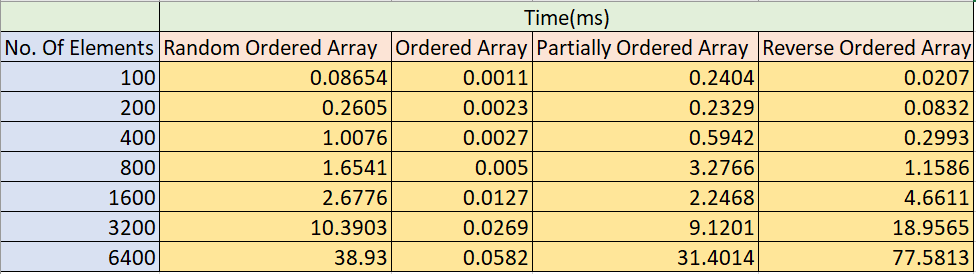 Time(ms)
No. Of Elements Random Ordered Array Ordered Array Partially Ordered Array Reverse Ordered Array
100 0.08654 0.0011 0.2404 0.0207
200 0.2605 0.0023 0.2329 0.0832
400 1.0076 0.0027 0.5942 0.2993
800 1.6541 0.005 3.2766 1.1586
1600 2.6776 0.0127 2.2468 4.6611
3200 10.3903 0.0269 9.1201 18.9565
6400 38.93 0.0582 31.4014 77.5813